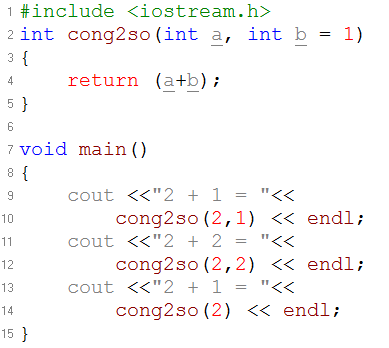 1 #include <iostream.h>
2 int cong2so(int a, int b = 1)
3 {
4     return (a+b);
5 }
6
7 void main()
8 {
9     cout <<"2 + 1 = "<<
10         cong2so(2,1) << endl;
11     cout <<"2 + 2 = "<<
12         cong2so(2,2) << endl;
13     cout <<"2 + 1 = "<<
14         cong2so(2) << endl;
15 }